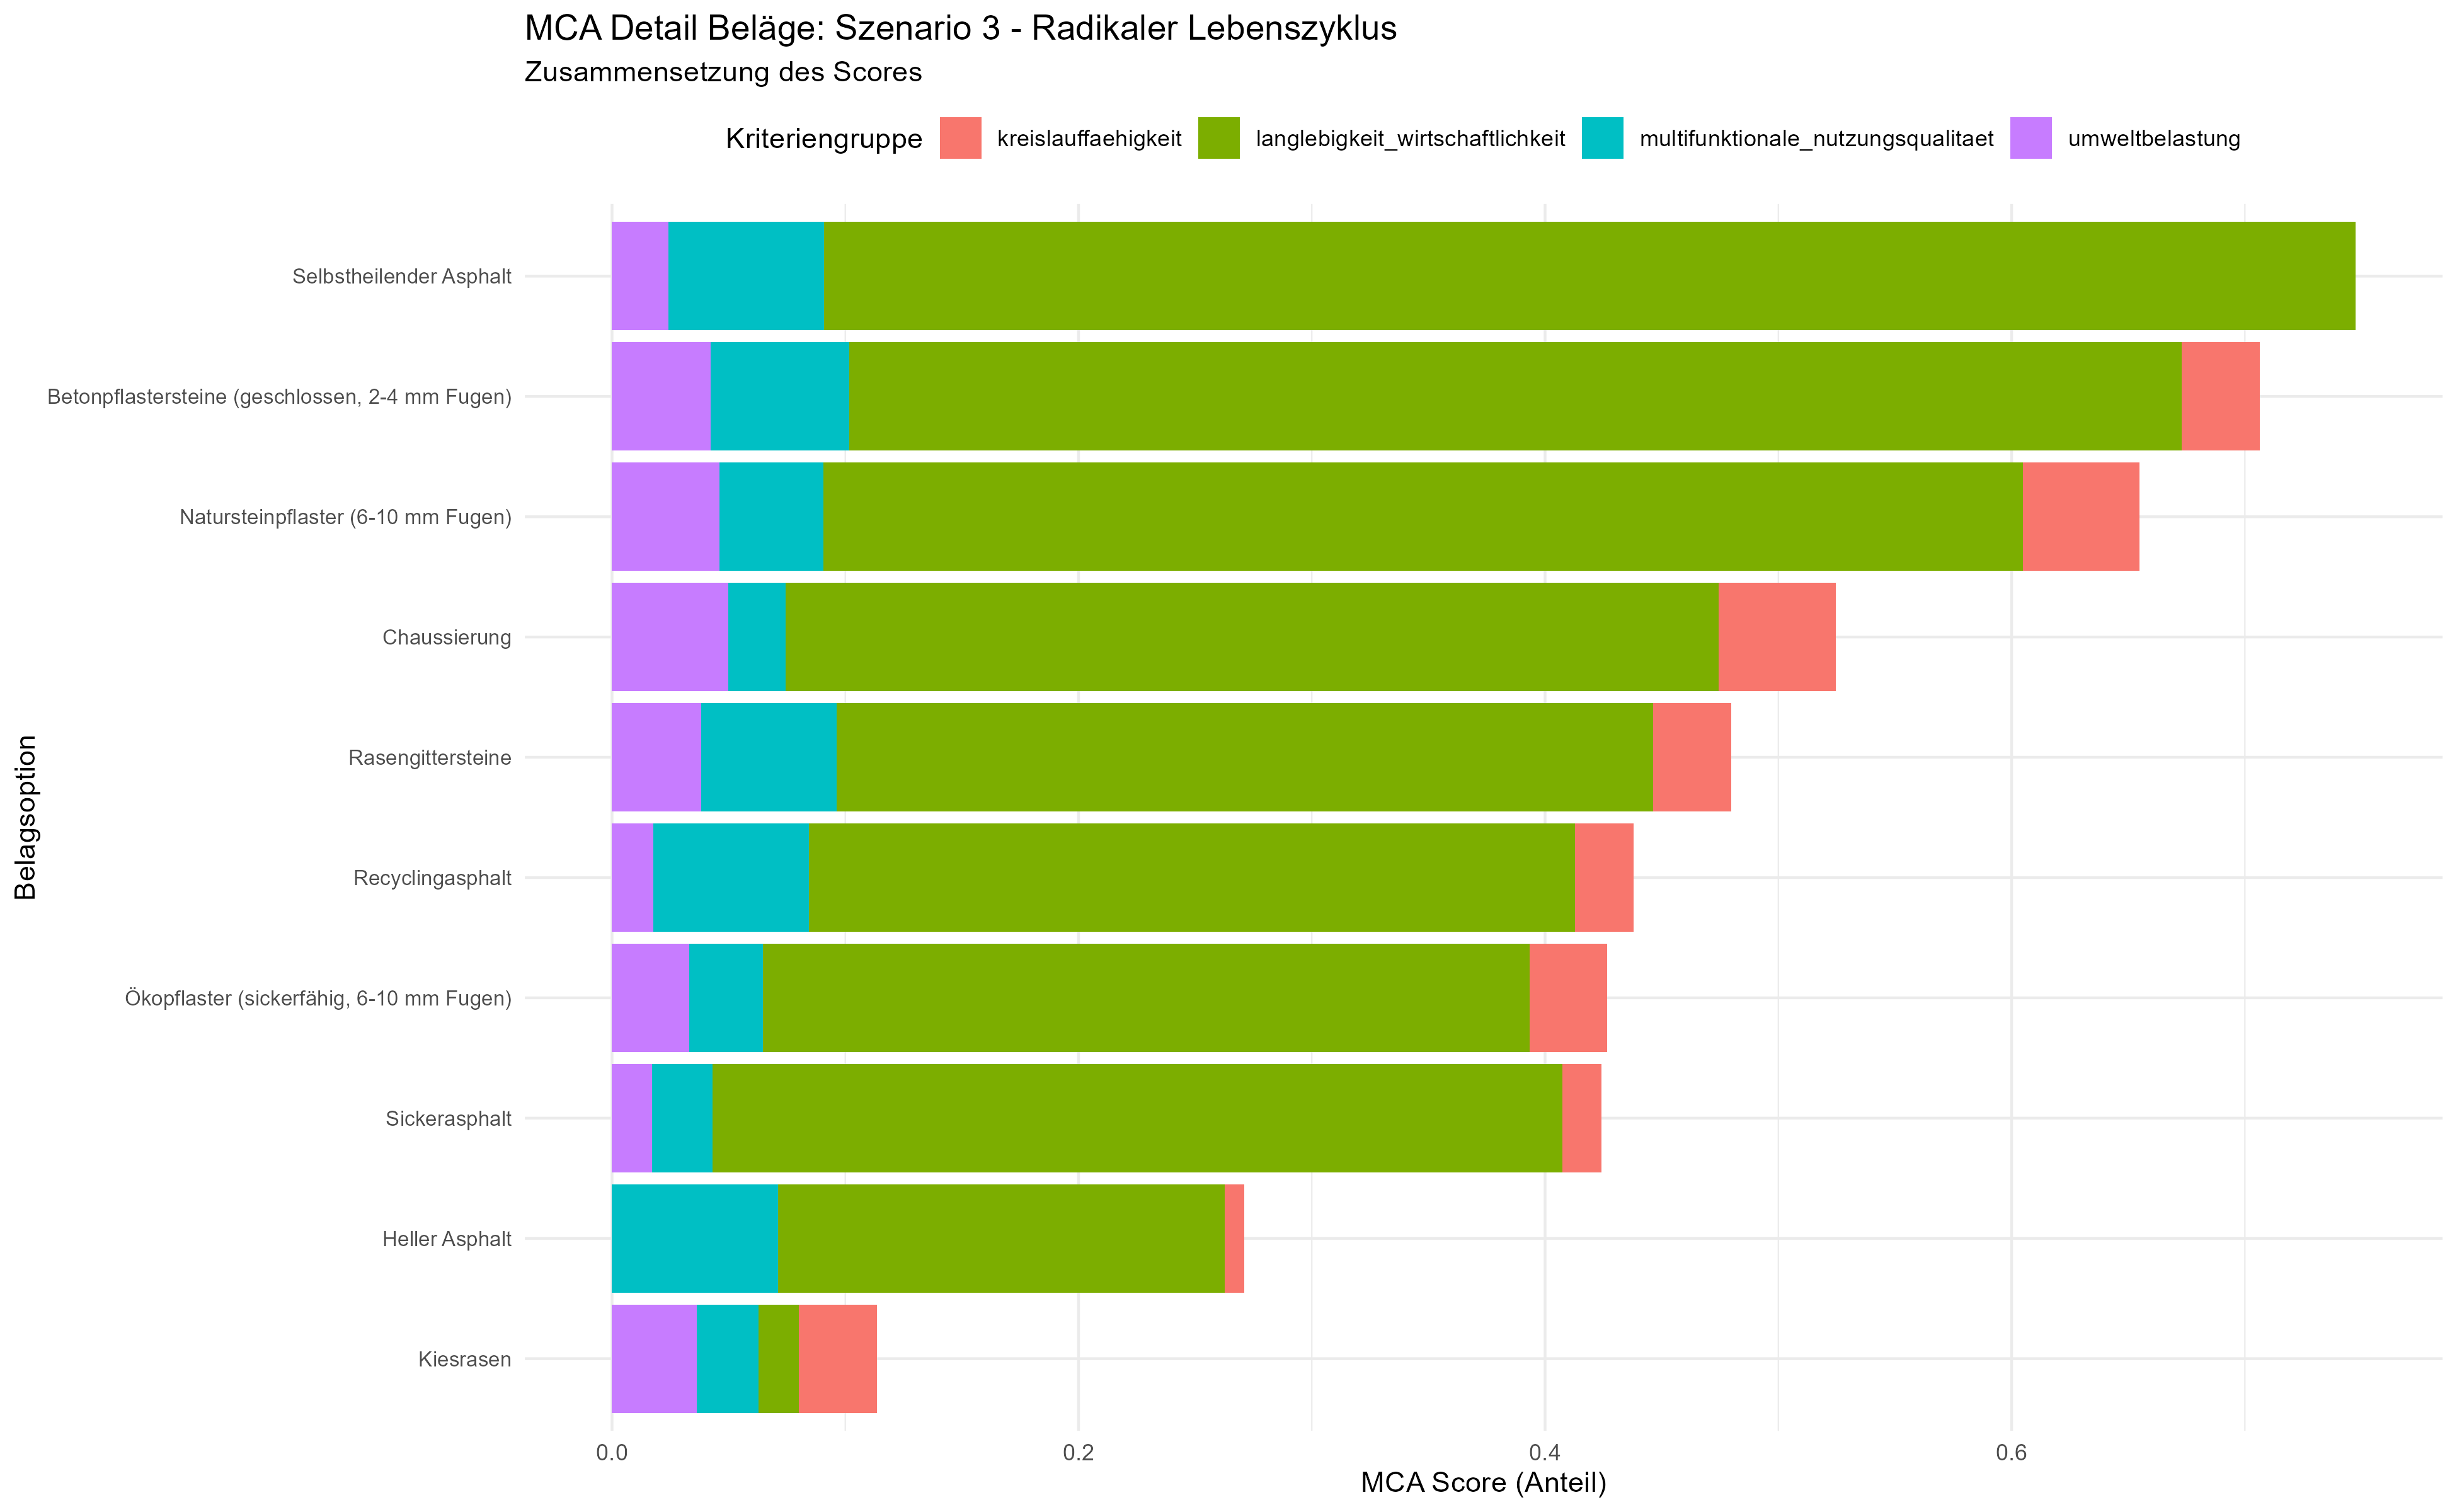 MCA Detail Beläge: Szenario 3 - Radikaler Lebenszyklus
Zusammensetzung des Scores
Kriteriengruppe kreislauffaehigkeit langlebigkeit_wirtschaftlichkeit multifunktionale_nutzungsqualitaet umweltbelastung
Belagsoption
Selbstheilender Asphalt
Betonpflastersteine (geschlossen, 2-4 mm Fugen)
Natursteinpflaster (6-10 mm Fugen)
Chaussierung
Rasengittersteine
Recyclingasphalt
Ökopflaster (sickerfähig, 6-10 mm Fugen)
Sickerasphalt
Heller Asphalt
Kiesrasen
0.0 0.2 0.4 0.6
MCA Score (Anteil)